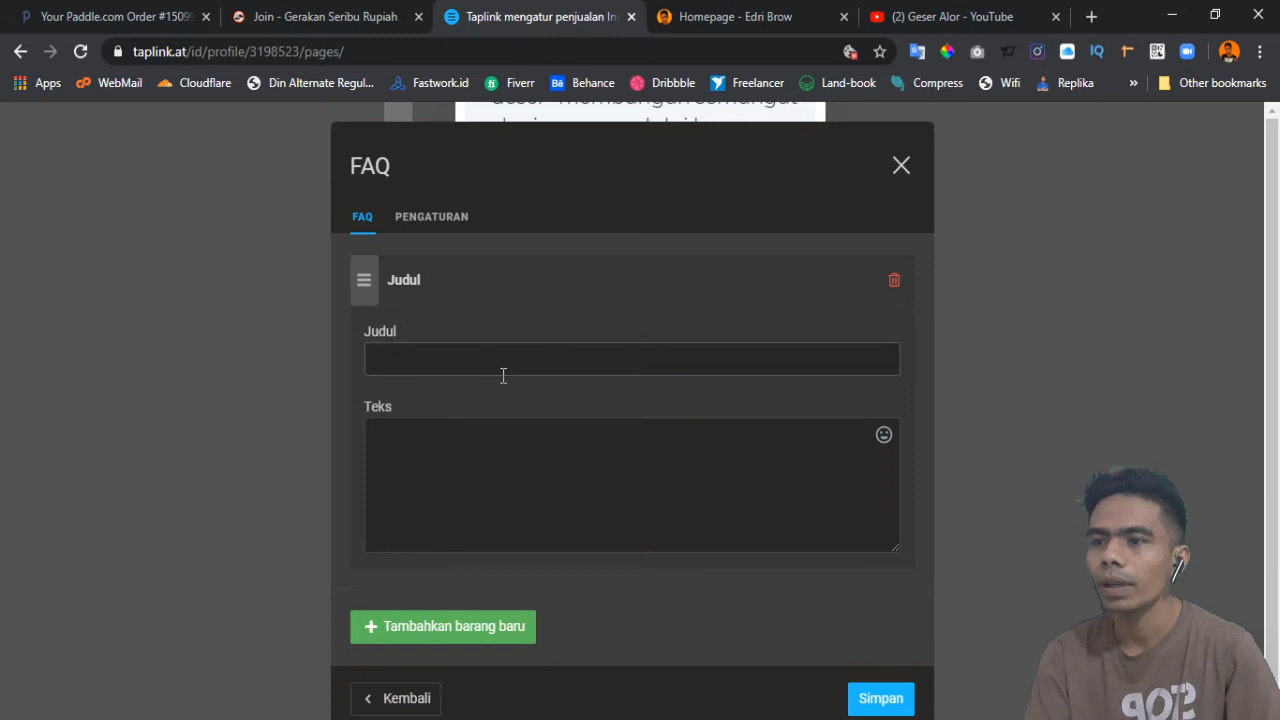 Your Paddle.com Order #1509
Join - Gerakan Seribu Rupiah
Taplink mengatur penjualan In
Homepage - Edri Brow
(2) Geser Alor - YouTube
taplink.at/id/profile/3198523/pages/
Apps
WebMail
Cloudflare
Din Alternate Regul...
Fastwork.id
Fiverr
Behance
Dribbble
Freelancer
Land-book
Compress
Wifi
Replika
Other bookmarks
FAQ
FAQ
PENGATURAN
Judul
Judul
Teks
Tambahkan barang baru
Kembali
Simpan